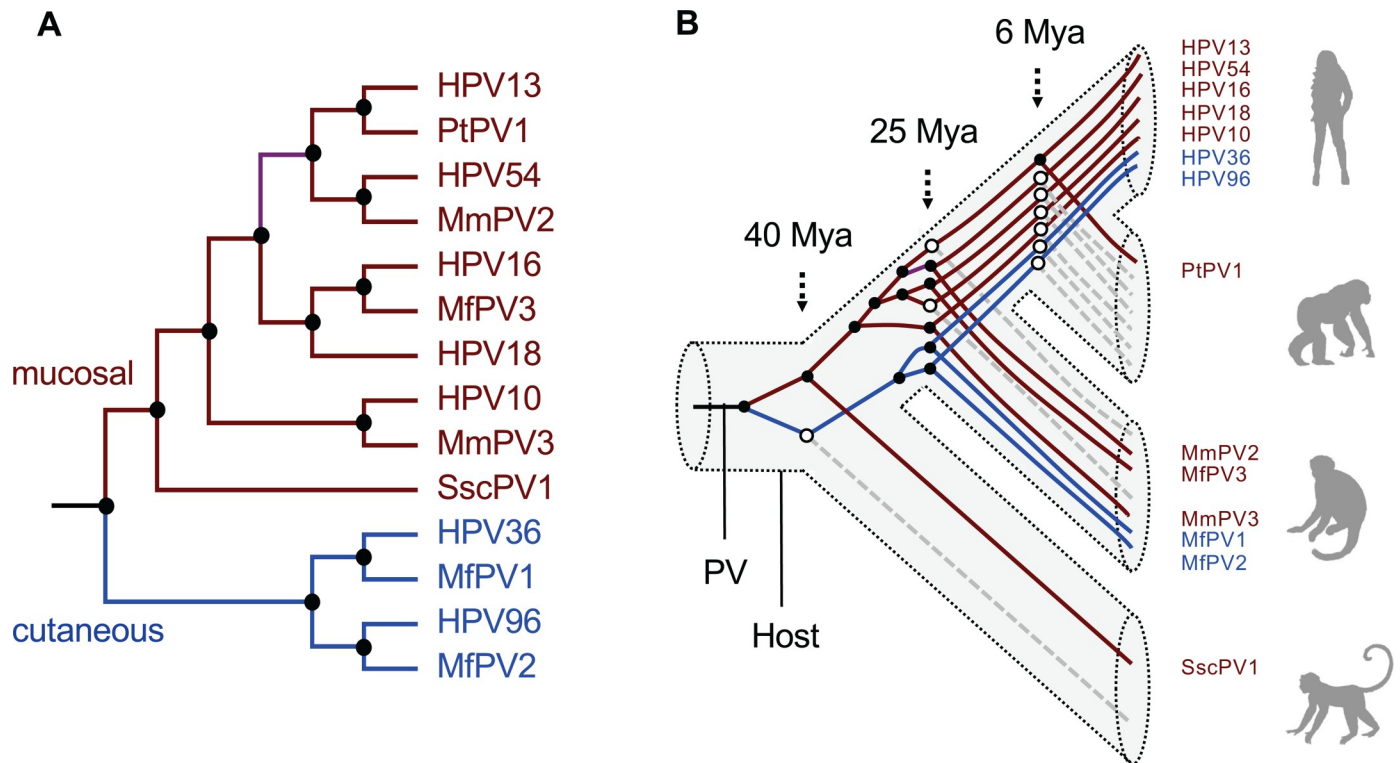 A
HPV13
PtPV1
HPV54
MmPV2
HPV16
MfPV3
HPV18
HPV10
MmPV3
SscPV1
HPV36
MfPV1
HPV96
MfPV2
mucosal
cutaneous
B
6 Mya
25 Mya
40 Mya
PV
Host
HPV13
HPV54
HPV16
HPV18
HPV10
HPV36
HPV96
PtPV1
MmPV2
MfPV3
MmPV3
MfPV1
MfPV2
SscPV1